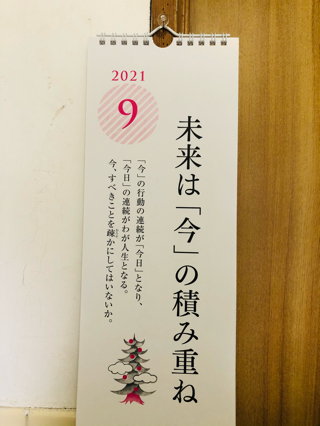 2021
9
未来は「今」の積み重ね
「今」の行動の連続が「今日」となり、
「今日」の連続がわが人生となる。
今、すべきことを疎かにしてはいないか。